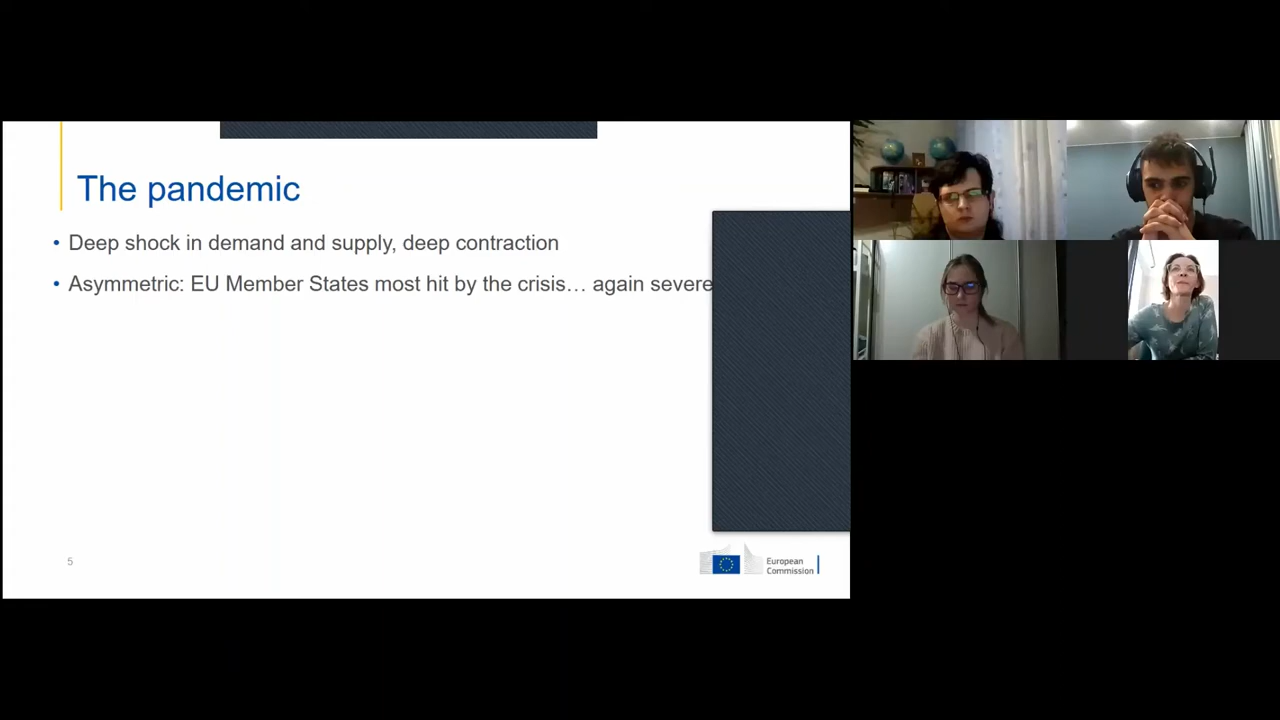 The pandemic
• Deep shock in demand and supply, deep contraction
• Asymmetric: EU Member States most hit by the crisis… again severe
5
European
Commission